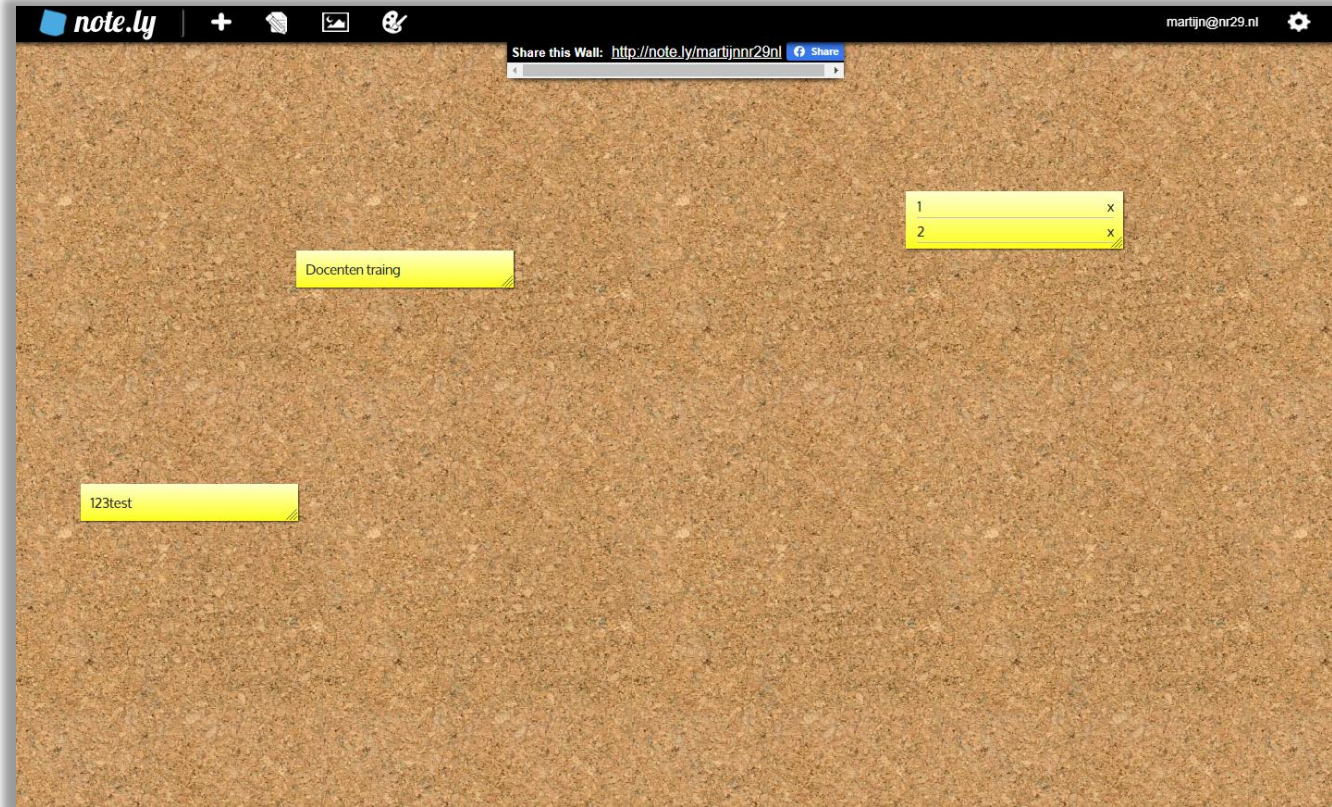 note.ly
martijn@nr29.nl
Share this Wall: http://note.ly/martijnnr29nl Share
1 x
2 x
Docenten traing
123test